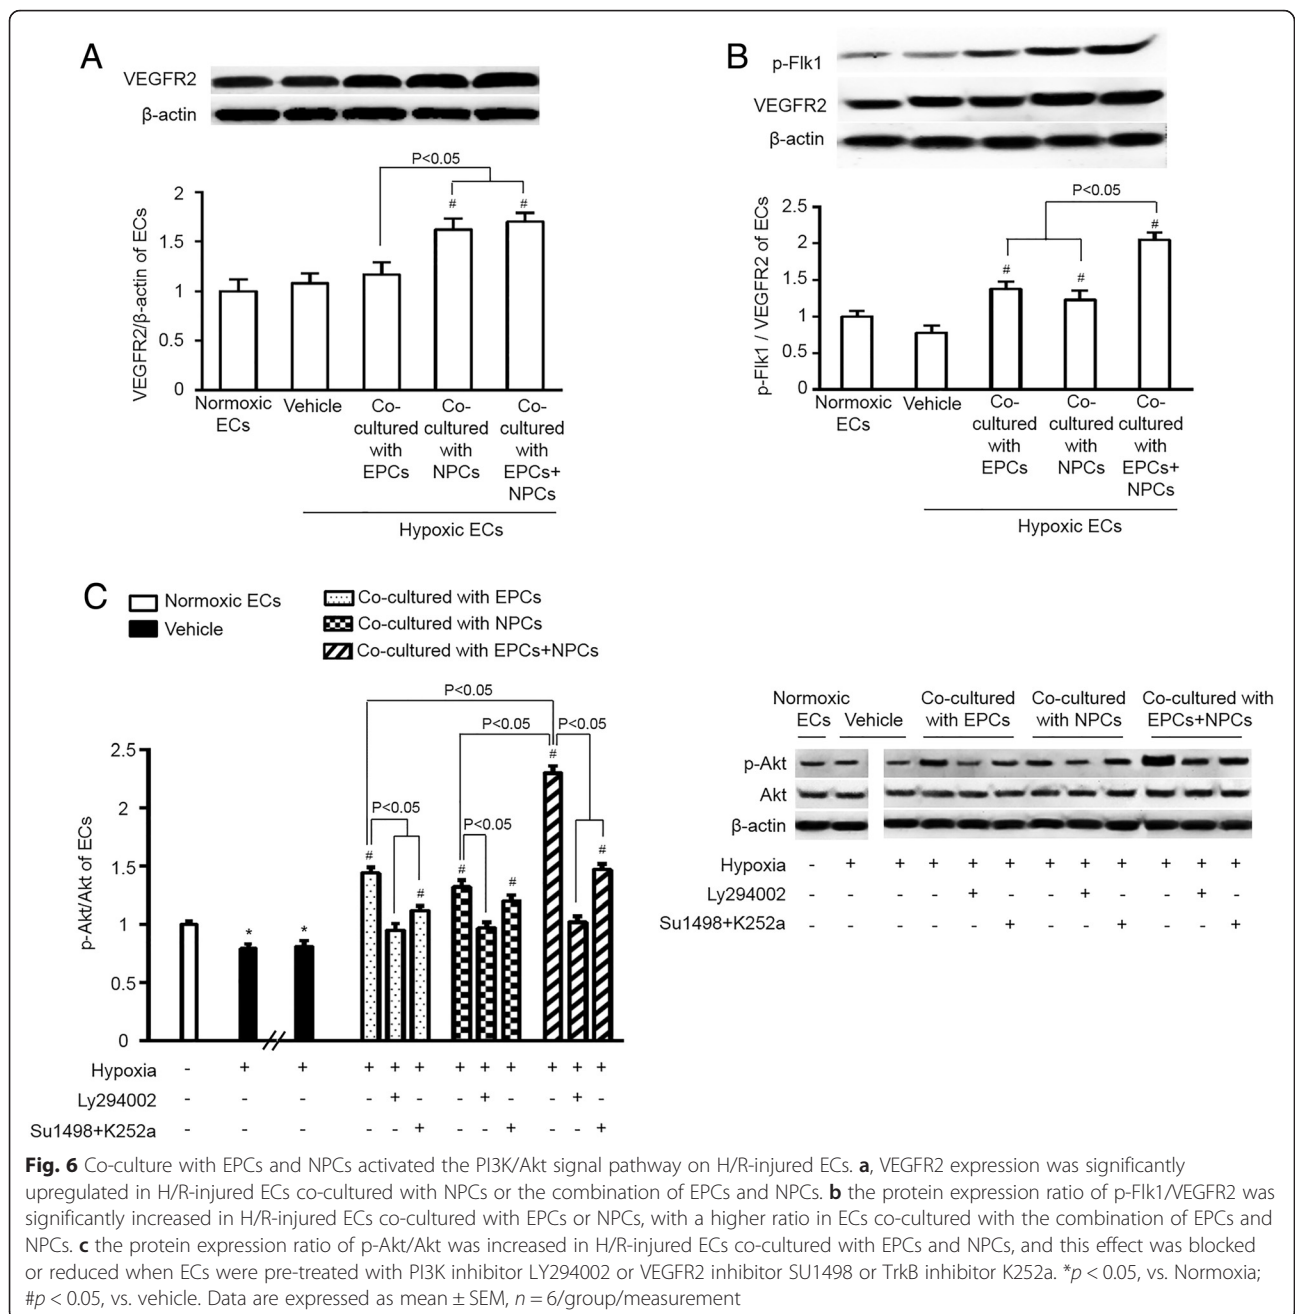 A
VEGFR2
β-actin
P<0.05
# #
VEGFR2/β-actin of ECs
2
1.5
1
0.5
0
Normoxic ECs
Vehicle
Co-cultured with EPCs
Co-cultured with NPCs
Co-cultured with EPCs+ NPCs
Hypoxic ECs
B
p-Flk1
VEGFR2
β-actin
P<0.05
# # #
p-Flk1 / VEGFR2 of ECs
2.5
2
1.5
1
0.5
0
Normoxic ECs
Vehicle
Co-cultured with EPCs
Co-cultured with NPCs
Co-cultured with EPCs+ NPCs
Hypoxic ECs
C
Normoxic ECs
Vehicle
Co-cultured with EPCs
Co-cultured with NPCs
Co-cultured with EPCs+NPCs
P<0.05
P<0.05 P<0.05
P<0.05 P<0.05
* * # # # # # #
p-Akt/Akt of ECs
2.5
2
1.5
1
0.5
0
Hypoxia - + + + + + + + + + + +
Ly294002 - - - - + - - + - - + -
Su1498+K252a - - - - - + - - + - - +
Normoxic Co-cultured Co-cultured Co-cultured with
ECs Vehicle with EPCs with NPCs EPCs+NPCs
p-Akt
Akt
β-actin
Hypoxia - + + + + + + + + + + +
Ly294002 - - - - + - - + - - + -
Su1498+K252a - - - - - + - - + - - +
Fig. 6 Co-culture with EPCs and NPCs activated the PI3K/Akt signal pathway on H/R-injured ECs. a, VEGFR2 expression was significantly
upregulated in H/R-injured ECs co-cultured with NPCs or the combination of EPCs and NPCs. b the protein expression ratio of p-Flk1/VEGFR2 was
significantly increased in H/R-injured ECs co-cultured with EPCs or NPCs, with a higher ratio in ECs co-cultured with the combination of EPCs and
NPCs. c the protein expression ratio of p-Akt/Akt was increased in H/R-injured ECs co-cultured with EPCs and NPCs, and this effect was blocked
or reduced when ECs were pre-treated with PI3K inhibitor LY294002 or VEGFR2 inhibitor SU1498 or TrkB inhibitor K252a. *p < 0.05, vs. Normoxia;
#p < 0.05, vs. vehicle. Data are expressed as mean ± SEM, n = 6/group/measurement